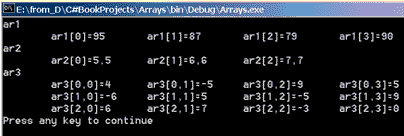 E:\from_D\C#BookProjects\Arrays\bin\Debug\Arrays.exe
ar1
ar1[0]=95 ar1[1]=87 ar1[2]=79 ar1[3]=90
ar2
ar2[0]=5,5 ar2[1]=6,6 ar2[2]=7,7
ar3
ar3[0,0]=4 ar3[0,1]=-5 ar3[0,2]=9 ar3[0,3]=5
ar3[1,0]=-6 ar3[1,1]=5 ar3[1,2]=-5 ar3[1,3]=9
ar3[2,0]=6 ar3[2,1]=7 ar3[2,2]=-3 ar3[2,3]=0
Press any key to continue